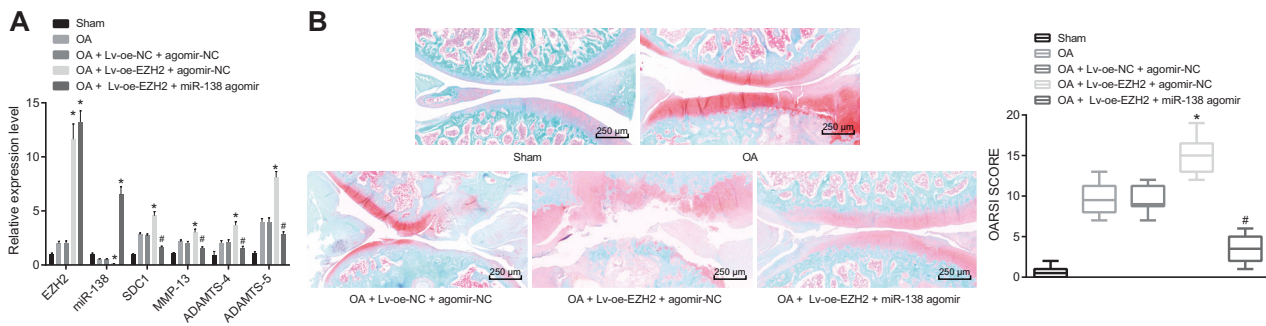 A
Sham
OA
OA + Lv-oe-NC + agomir-NC
OA + Lv-oe-EZH2 + agomir-NC
OA + Lv-oe-EZH2 + miR-138 agomir
Relative expression level
15
10
5
0
* *
*
*
*
#
*
#
*
#
*
#
EZH2
miR-138
SDC1
MMP-13
ADAMTS-4
ADAMTS-5
B
250 µm
250 µm
Sham
OA
250 µm
250 µm
250 µm
OA + Lv-oe-NC + agomir-NC
OA + Lv-oe-EZH2 + agomir-NC
OA + Lv-oe-EZH2 + miR-138 agomir
Sham
OA
OA + Lv-oe-NC + agomir-NC
OA + Lv-oe-EZH2 + agomir-NC
OA + Lv-oe-EZH2 + miR-138 agomir
OARSI SCORE
20
15
10
5
0
*
#